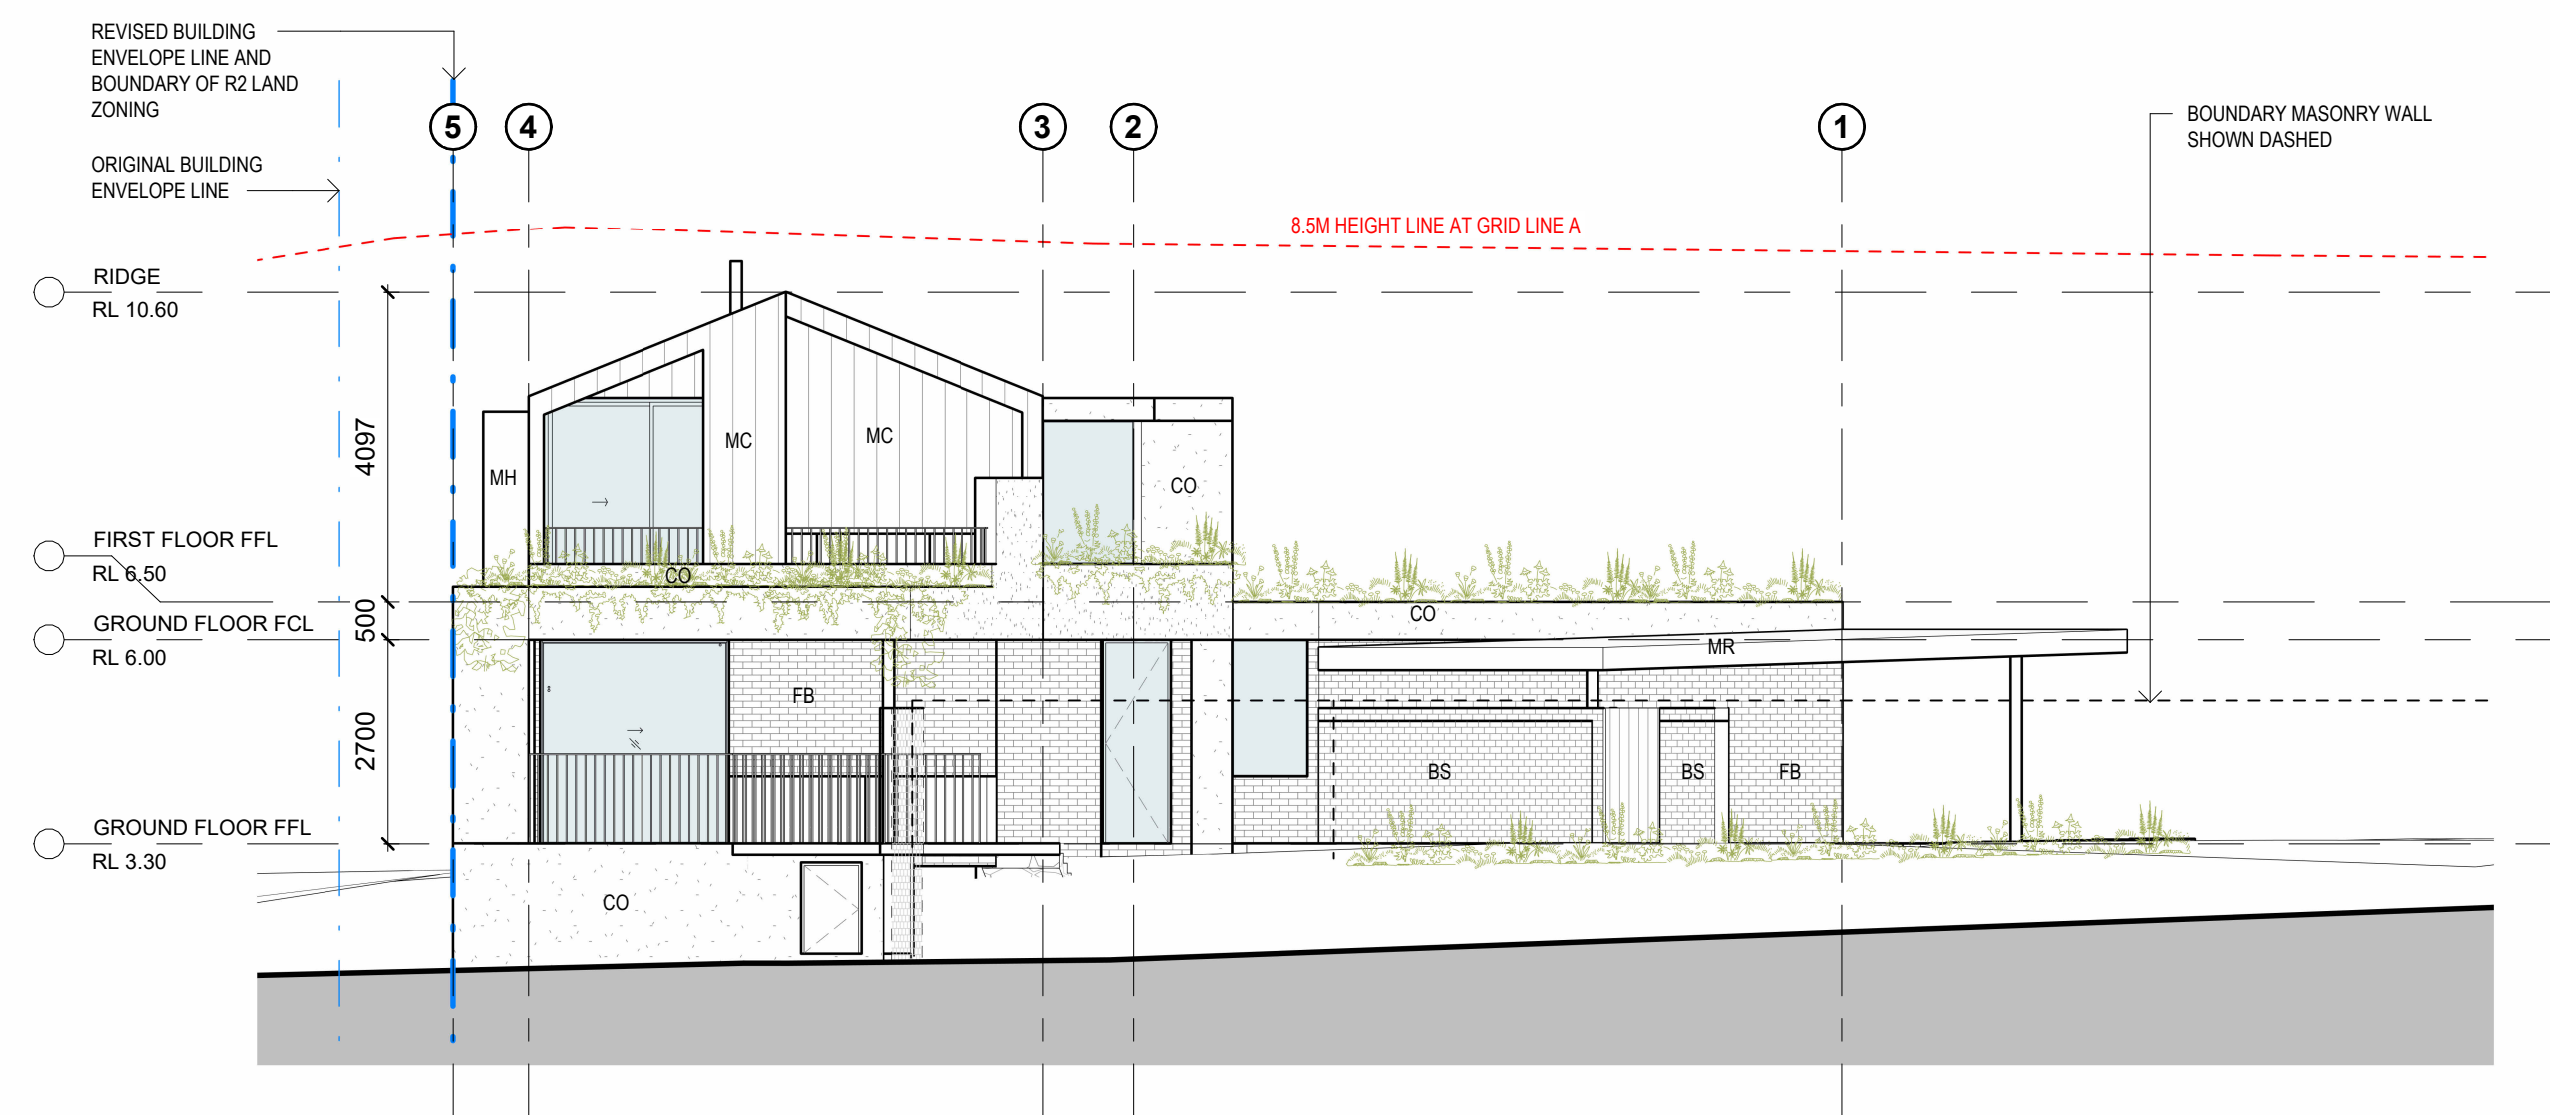 REVISED BUILDING
ENVELOPE LINE AND
BOUNDARY OF R2 LAND
ZONING
ORIGINAL BUILDING
ENVELOPE LINE
5
4
3
2
1
BOUNDARY MASONRY WALL
SHOWN DASHED
8.5M HEIGHT LINE AT GRID LINE A
RIDGE
RL 10.60
4097
MH
MC
MC
CO
FIRST FLOOR FFL
RL 6.50
CO
500
CO
GROUND FLOOR FCL
RL 6.00
MR
2700
FB
BS
BS
FB
GROUND FLOOR FFL
RL 3.30
CO